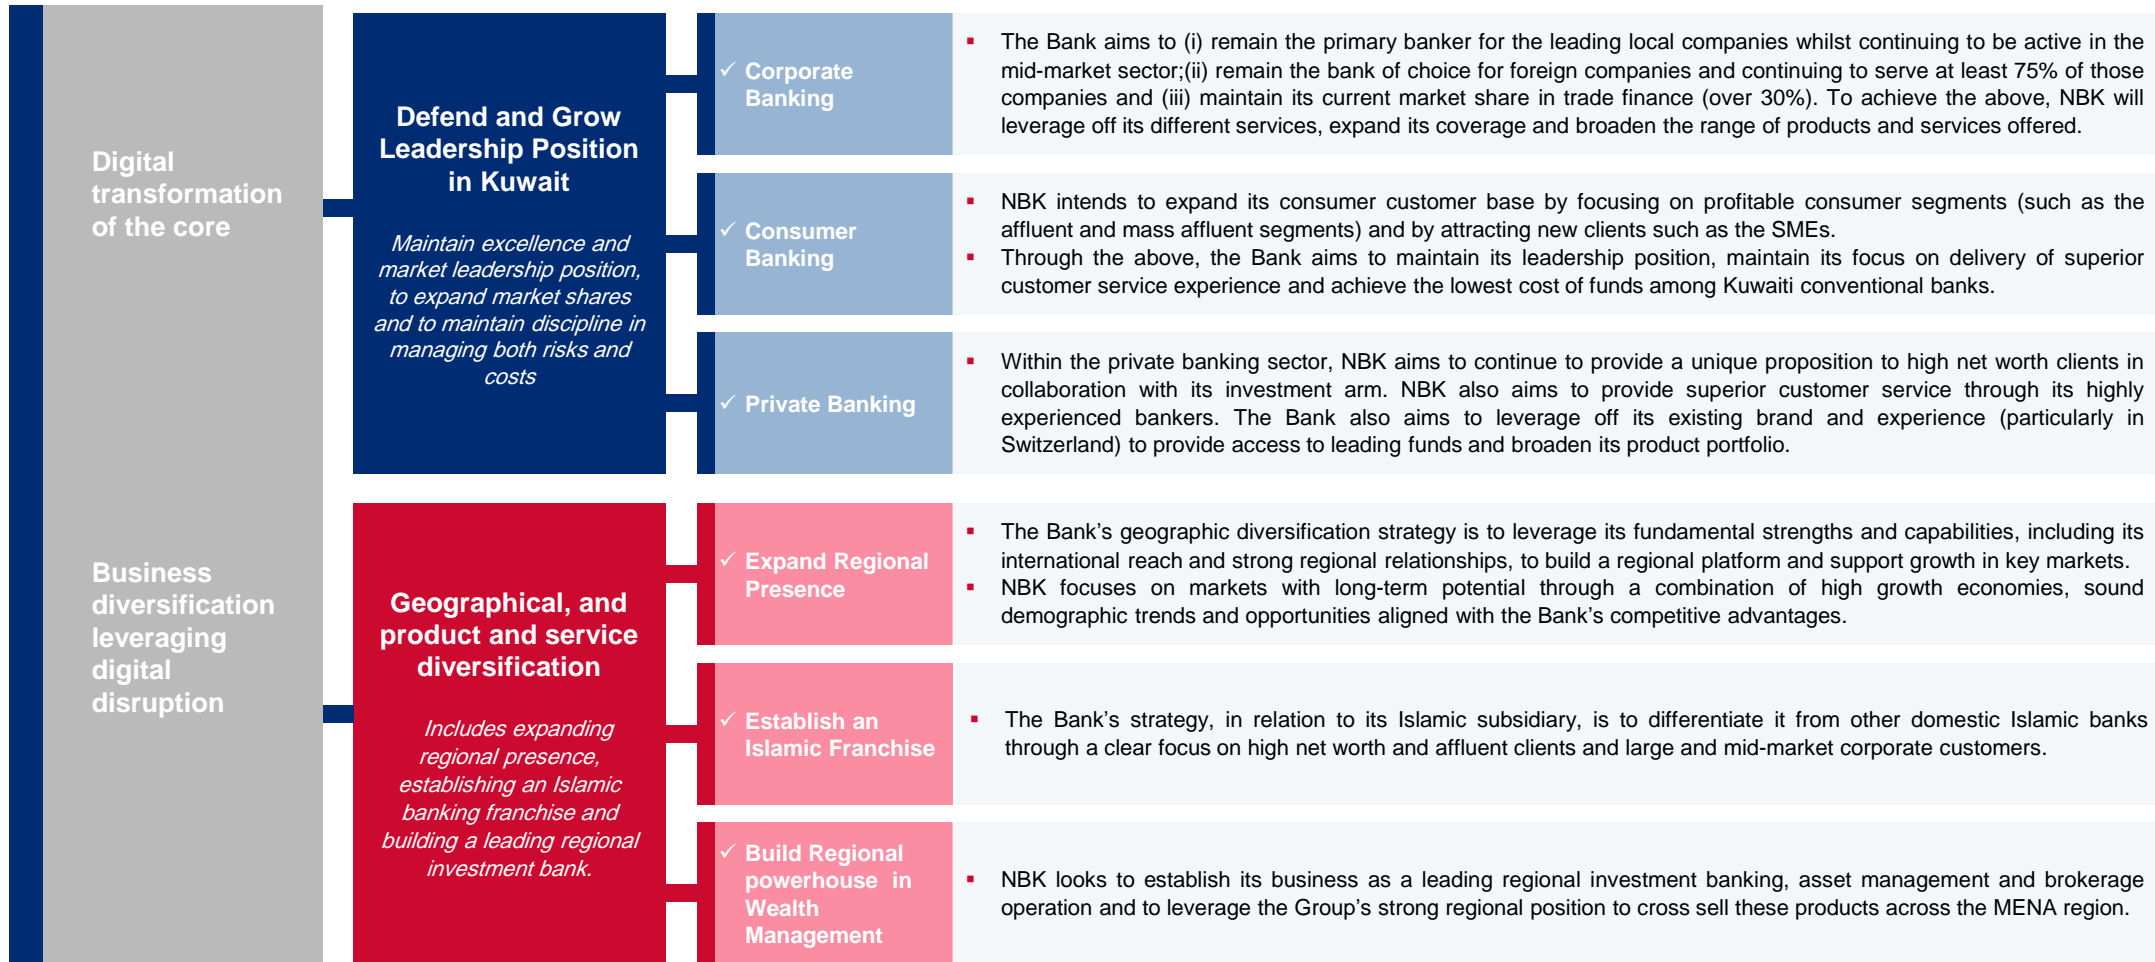 Digital
transformation
of the core
Business
diversification
leveraging
digital
disruption
Defend and Grow
Leadership Position
in Kuwait
Maintain excellence and
market leadership position,
to expand market shares
and to maintain discipline in
managing both risks and
costs
✓ Corporate
Banking
▪ The Bank aims to (i) remain the primary banker for the leading local companies whilst continuing to be active in the
mid-market sector;(ii) remain the bank of choice for foreign companies and continuing to serve at least 75% of those
companies and (iii) maintain its current market share in trade finance (over 30%). To achieve the above, NBK will
leverage off its different services, expand its coverage and broaden the range of products and services offered.
✓ Consumer
Banking
▪ NBK intends to expand its consumer customer base by focusing on profitable consumer segments (such as the
affluent and mass affluent segments) and by attracting new clients such as the SMEs.
▪ Through the above, the Bank aims to maintain its leadership position, maintain its focus on delivery of superior
customer service experience and achieve the lowest cost of funds among Kuwaiti conventional banks.
✓ Private Banking
▪ Within the private banking sector, NBK aims to continue to provide a unique proposition to high net worth clients in
collaboration with its investment arm. NBK also aims to provide superior customer service through its highly
experienced bankers. The Bank also aims to leverage off its existing brand and experience (particularly in
Switzerland) to provide access to leading funds and broaden its product portfolio.
Geographical, and
product and service
diversification
Includes expanding
regional presence,
establishing an Islamic
banking franchise and
building a leading regional
investment bank.
✓ Expand Regional
Presence
▪ The Bank's geographic diversification strategy is to leverage its fundamental strengths and capabilities, including its
international reach and strong regional relationships, to build a regional platform and support growth in key markets.
▪ NBK focuses on markets with long-term potential through a combination of high growth economies, sound
demographic trends and opportunities aligned with the Bank's competitive advantages.
✓ Establish an
Islamic Franchise
▪ The Bank's strategy, in relation to its Islamic subsidiary, is to differentiate it from other domestic Islamic banks
through a clear focus on high net worth and affluent clients and large and mid-market corporate customers.
✓ Build Regional
powerhouse in
Wealth
Management
▪ NBK looks to establish its business as a leading regional investment banking, asset management and brokerage
operation and to leverage the Group's strong regional position to cross sell these products across the MENA region.